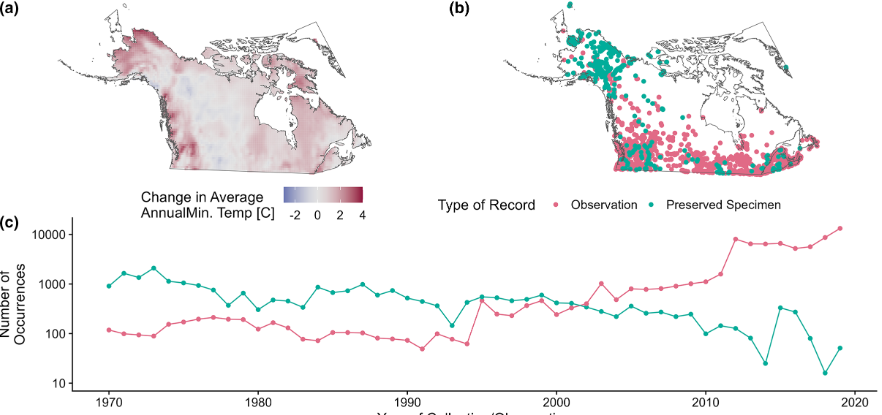 (a)
(b)
Change in Average
AnnualMin. Temp [C]
-2 0 2 4
Type of Record Observation Preserved Specimen
(c)
Number of
Occurrences
10000
1000
100
10
1970 1980 1990 2000 2010 2020